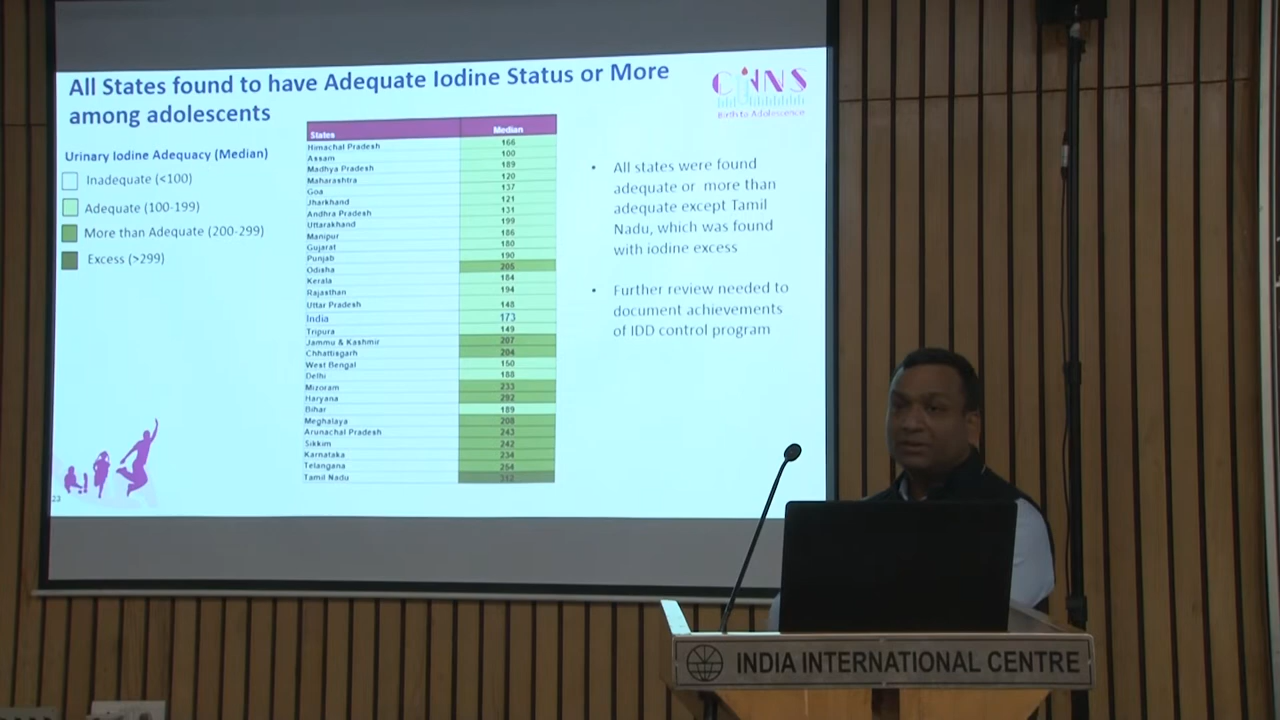 All States found to have Adequate Iodine Status or More
among adolescents
CNNS
Birth to Adolescence
Urinary Iodine Adequacy (Median)
Inadequate (<100)
Adequate (100-199)
More than Adequate (200-299)
Excess (>299)
States Median
Himachal Pradesh 166
Assam 100
Madhya Pradesh 189
Maharashtra 120
Goa 137
Jharkhand 121
Andhra Pradesh 131
Uttarakhand 199
Manipur 186
Gujarat 180
Punjab 190
Odisha 205
Kerala 184
Rajasthan 194
Uttar Pradesh 148
India 173
Tripura 149
Jammu & Kashmir 207
Chhattisgarh 204
West Bengal 150
Delhi 188
Mizoram 233
Haryana 292
Bihar 189
Meghalaya 208
Arunachal Pradesh 243
Sikkim 242
Karnataka 234
Telangana 254
Tamil Nadu 312
• All states were found
adequate or more than
adequate except Tamil
Nadu, which was found
with iodine excess
• Further review needed to
document achievements
of IDD control program
23
INDIA INTERNATIONAL CENTRE